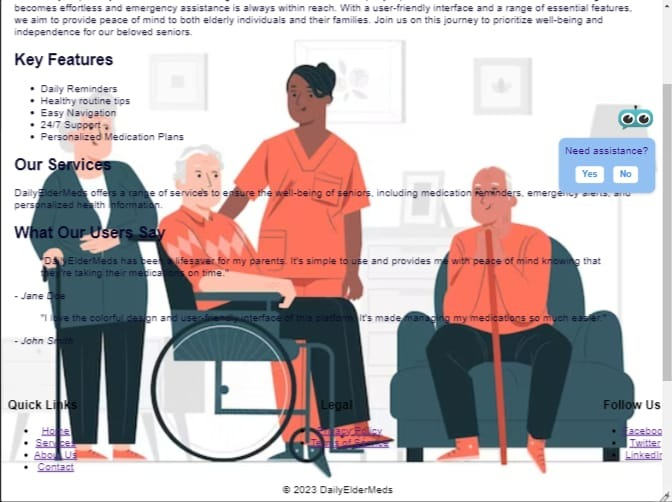 becomes effortless and emergency assistance is always within reach. With a user-friendly interface and a range of essential features,
we aim to provide peace of mind to both elderly individuals and their families. Join us on this journey to prioritize well-being and
independence for our beloved seniors.
Key Features
Daily Reminders
Healthy routine tips
Easy Navigation
24/7 Support
Personalized Medication Plans
Need assistance?
Yes No
Our Services
DailyElderMeds offers a range of services to ensure the well-being of seniors, including medication reminders, emergency alerts, and
personalized health information.
What Our Users Say
"DailyElderMeds has been a lifesaver for my parents. It's simple to use and provides me with peace of mind knowing that
they're taking their medications on time."
- Jane Doe
"I love the colorful design and user-friendly interface of this platform. It's made managing my medications so much easier."
- John Smith
Quick Links
Home
Services
About Us
Contact
Legal
Privacy Policy
Terms of Service
Follow Us
Faceboo
Twitter
LinkedIn
© 2023 DailyElderMeds